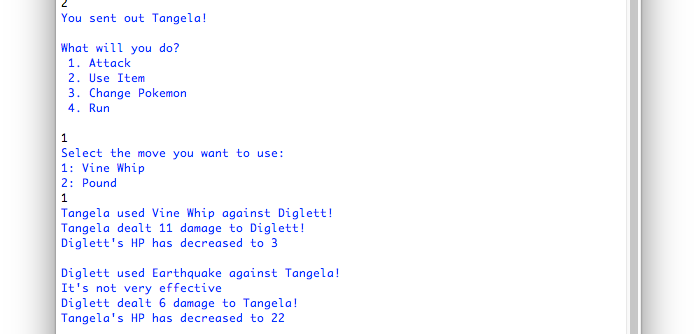 2
You sent out Tangela!
What will you do?
1. Attack
2. Use Item
3. Change Pokemon
4. Run
1
Select the move you want to use:
1: Vine Whip
2: Pound
1
Tangela used Vine Whip against Diglett!
Tangela dealt 11 damage to Diglett!
Diglett's HP has decreased to 3
Diglett used Earthquake against Tangela!
It's not very effective
Diglett dealt 6 damage to Tangela!
Tangela's HP has decreased to 22